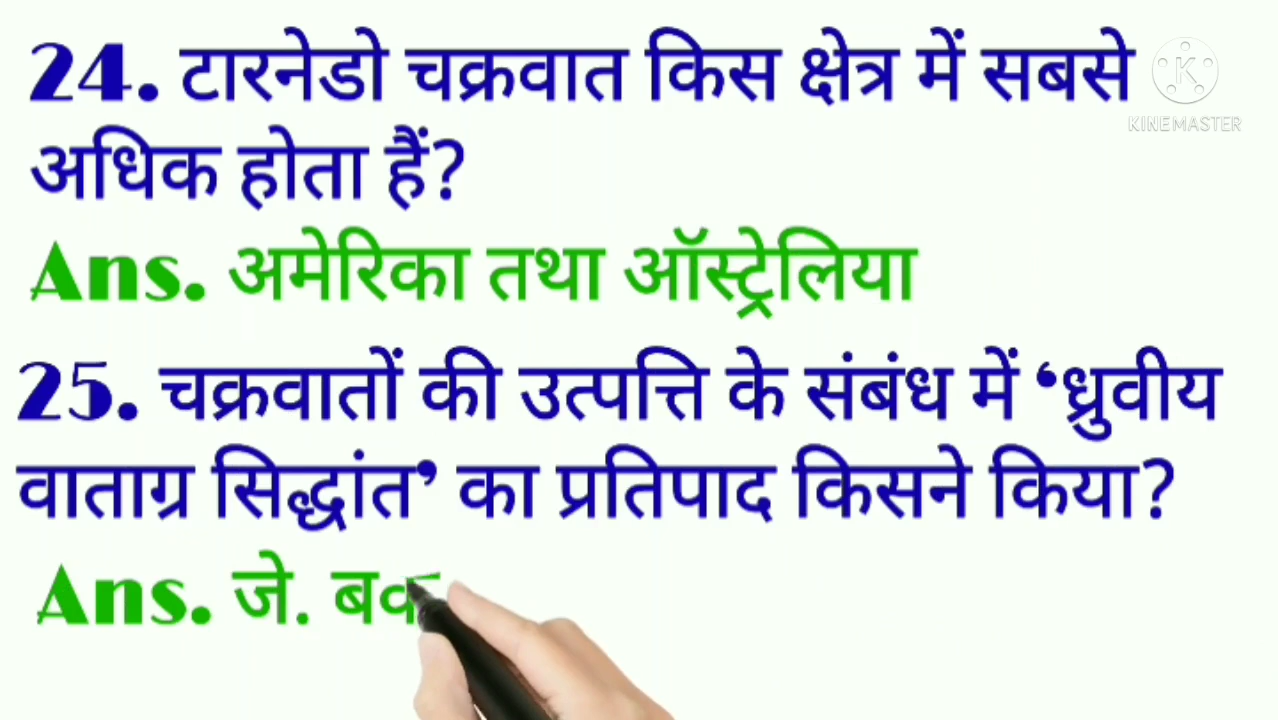 24. टारनेडो चक्रवात किस क्षेत्र में सबसे
अधिक होता हैं?
Ans. अमेरिका तथा ऑस्ट्रेलिया
25. चक्रवातों की उत्पत्ति के संबंध में ‘ध्रुवीय
वाताग्र सिद्धांत’ का प्रतिपाद किसने किया?
Ans. जे.
K
KINEMASTER